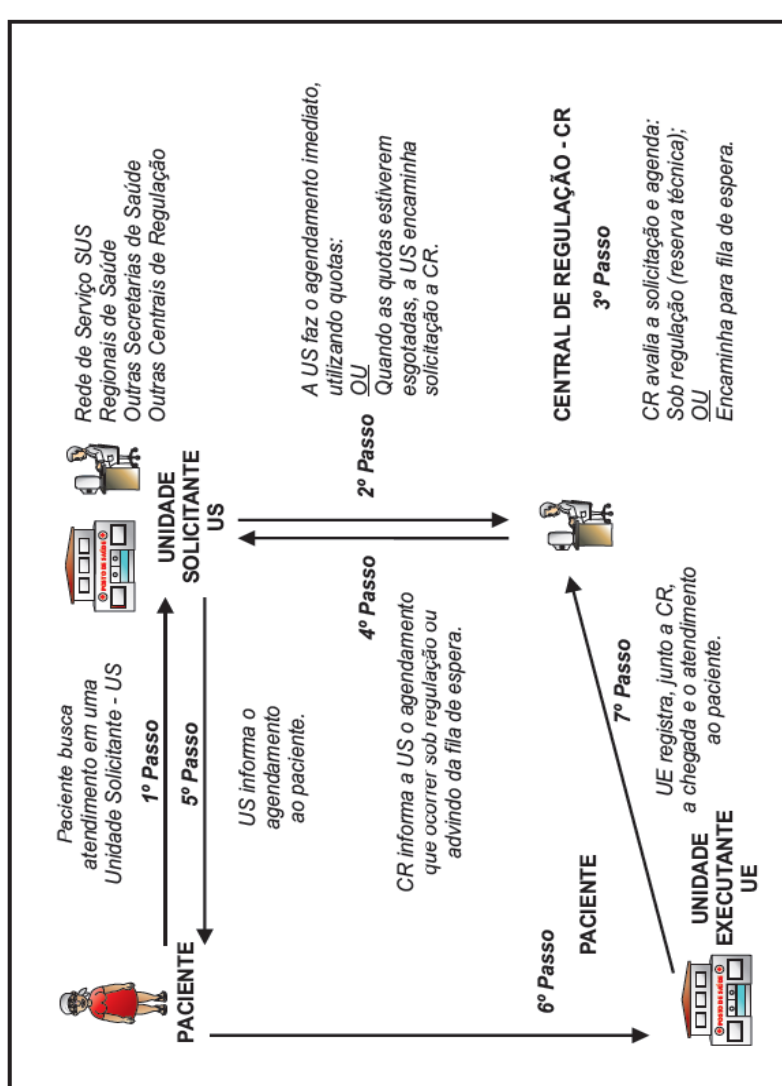 Paciente busca
atendimento em uma
Unidade Solicitante - US
1º Passo
5º Passo
US informa o
agendamento
ao paciente.
PACIENTE
POSTO DE SAÚDE
UNIDADE
SOLICITANTE
US
Rede de Serviço SUS
Regionais de Saúde
Outras Secretarias de Saúde
Outras Centrais de Regulação
2º Passo
A US faz o agendamento imediato,
utilizando quotas:
OU
Quando as quotas estiverem
esgotadas, a US encaminha
solicitação a CR.
4º Passo
CR informa a US o agendamento
que ocorrer sob regulação ou
advindo da fila de espera.
CENTRAL DE REGULAÇÃO - CR
3º Passo
CR avalia a solicitação e agenda:
Sob regulação (reserva técnica);
OU
Encaminha para fila de espera.
6º Passo
PACIENTE
7º Passo
UE registra, junto a CR,
a chegada e o atendimento
ao paciente.
UNIDADE
EXECUTANTE
UE
POSTO DE SAÚDE